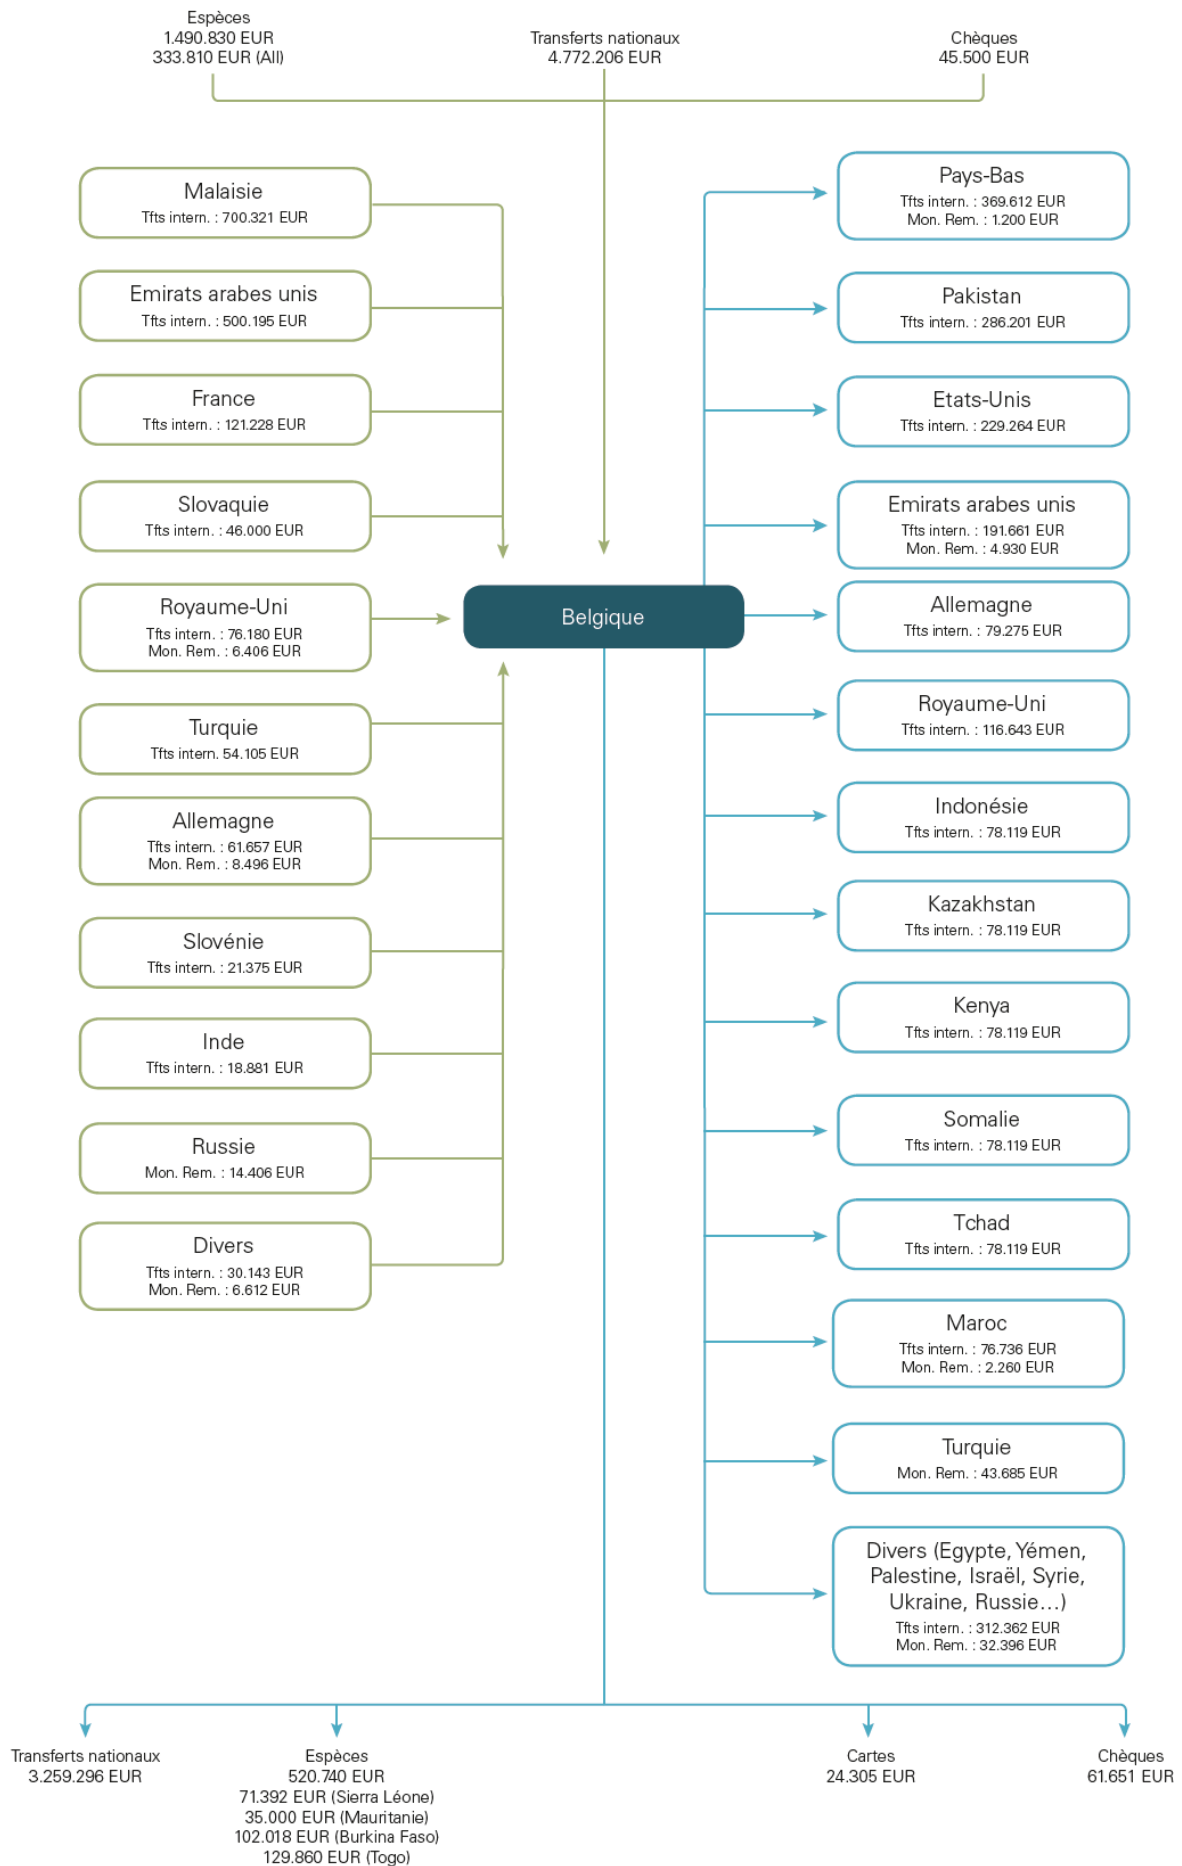 Espèces
1.490.830 EUR
333.810 EUR (All)
Transferts nationaux
4.772.206 EUR
Chèques
45.500 EUR
Malaisie
Tfts intern. : 700.321 EUR
Emirats arabes unis
Tfts intern. : 500.195 EUR
France
Tfts intern. : 121.228 EUR
Slovaquie
Tfts intern. : 46.000 EUR
Royaume-Uni
Tfts intern. : 76.180 EUR
Mon. Rem. : 6.406 EUR
Turquie
Tfts intern. 54.105 EUR
Allemagne
Tfts intern. : 61.657 EUR
Mon. Rem. : 8.496 EUR
Slovénie
Tfts intern. : 21.375 EUR
Inde
Tfts intern. : 18.881 EUR
Russie
Mon. Rem. : 14.406 EUR
Divers
Tfts intern. : 30.143 EUR
Mon. Rem. : 6.612 EUR
Belgique
Pays-Bas
Tfts intern. : 369.612 EUR
Mon. Rem. : 1.200 EUR
Pakistan
Tfts intern. : 286.201 EUR
Etats-Unis
Tfts intern. : 229.264 EUR
Emirats arabes unis
Tfts intern. : 191.661 EUR
Mon. Rem. : 4.930 EUR
Allemagne
Tfts intern. : 79.275 EUR
Royaume-Uni
Tfts intern. : 116.643 EUR
Indonésie
Tfts intern. : 78.119 EUR
Kazakhstan
Tfts intern. : 78.119 EUR
Kenya
Tfts intern. : 78.119 EUR
Somalie
Tfts intern. : 78.119 EUR
Tchad
Tfts intern. : 78.119 EUR
Maroc
Tfts intern. : 76.736 EUR
Mon. Rem. : 2.260 EUR
Turquie
Mon. Rem. : 43.685 EUR
Divers (Egypte, Yémen,
Palestine, Israël, Syrie,
Ukraine, Russie…)
Tfts intern. : 312.362 EUR
Mon. Rem. : 32.396 EUR
Transferts nationaux
3.259.296 EUR
Espèces
520.740 EUR
71.392 EUR (Sierra Léone)
35.000 EUR (Mauritanie)
102.018 EUR (Burkina Faso)
129.860 EUR (Togo)
Cartes
24.305 EUR
Chèques
61.651 EUR